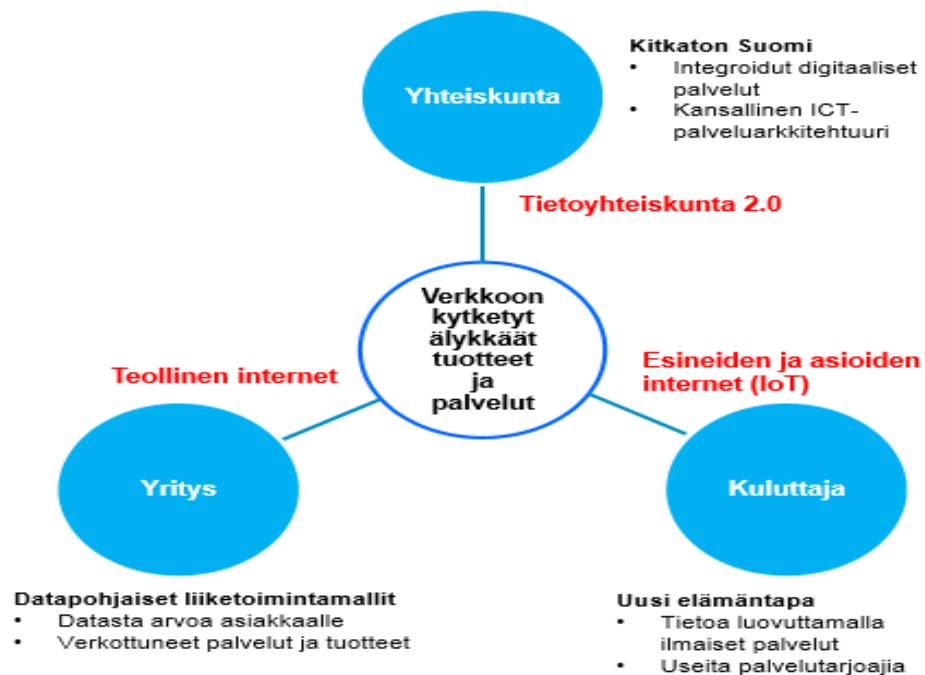 Kitkaton Suomi
• Integroidut digitaaliset
palvelut
• Kansallinen ICT-
palveluarkkitehtuuri
Yhteiskunta
Tietoyhteiskunta 2.0
Verkkoon
kytketyt
älykkäät
tuotteet
ja
palvelut
Teollinen internet
Esineiden ja asioiden
internet (IoT)
Yritys
Kuluttaja
Datapohjaiset liiketoimintamallit
• Datasta arvoa asiakkaalle
• Verkottuneet palvelut ja tuotteet
Uusi elämäntapa
• Tietoa luovuttamalla
ilmaiset palvelut
• Useita palvelutarjoajia